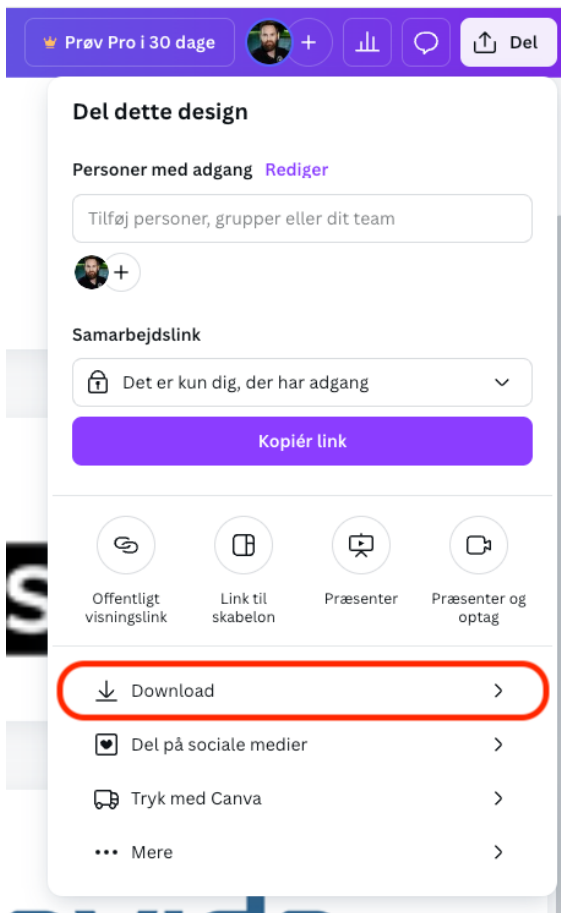 Prøv Pro i 30 dage
Del
Del dette design
Personer med adgang Rediger
Tilføj personer, grupper eller dit team
Samarbejdslink
Det er kun dig, der har adgang
Kopiér link
Offentligt visningslink
Link til skabelon
Præsenter
Præsenter og optag
Download
Del på sociale medier
Tryk med Canva
Mere